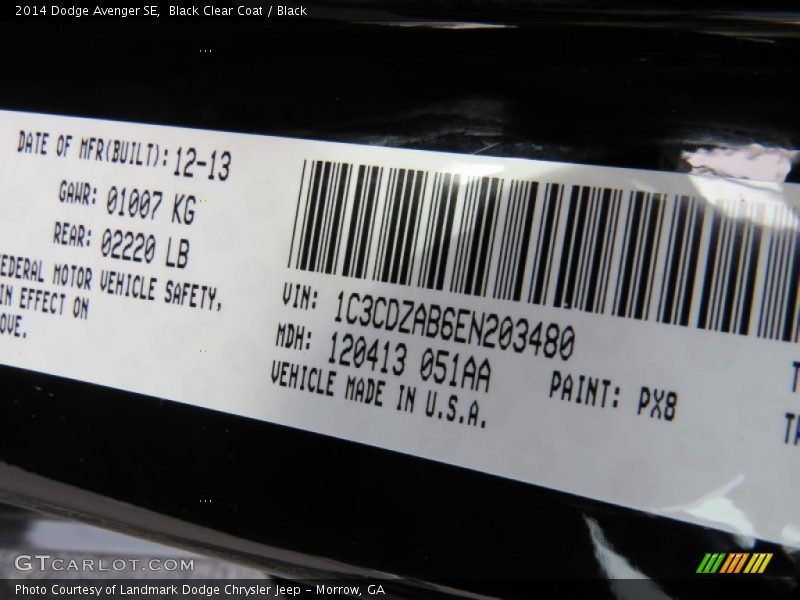 2014 Dodge Avenger SE,  Black Clear Coat / Black
DATE OF MFR(BUILT): 12-13
GAWR: 01007 KG
REAR: 02220 LB
EDERAL MOTOR VEHICLE SAFETY,
IN EFFECT ON
OVE.
VIN: 1C3CDZAB6EN203480
MDH: 120413 051AA
PAINT: PX8
VEHICLE MADE IN U.S.A.
GTCARLOT.COM
Photo Courtesy of Landmark Dodge Chrysler Jeep - Morrow, GA